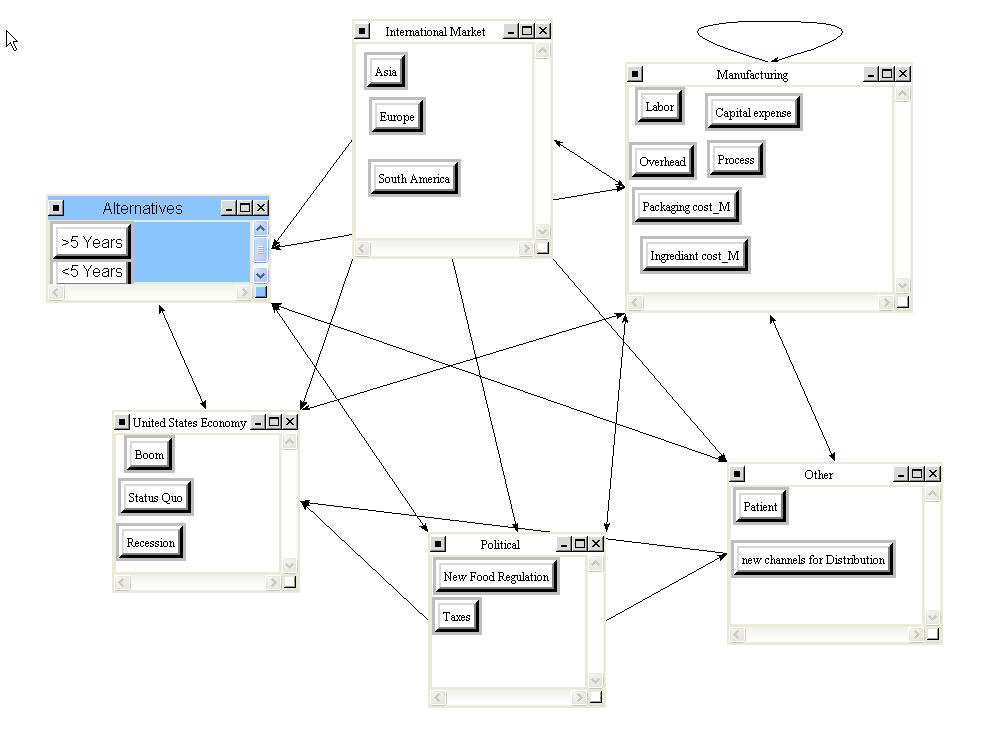 International Market
Asia
Europe
South America
Manufacturing
Labor
Capital expense
Overhead
Process
Packaging cost_M
Ingrediant cost_M
Alternatives
>5 Years
<5 Years
United States Economy
Boom
Status Quo
Recession
Political
New Food Regulation
Taxes
Other
Patient
new channels for Distribution